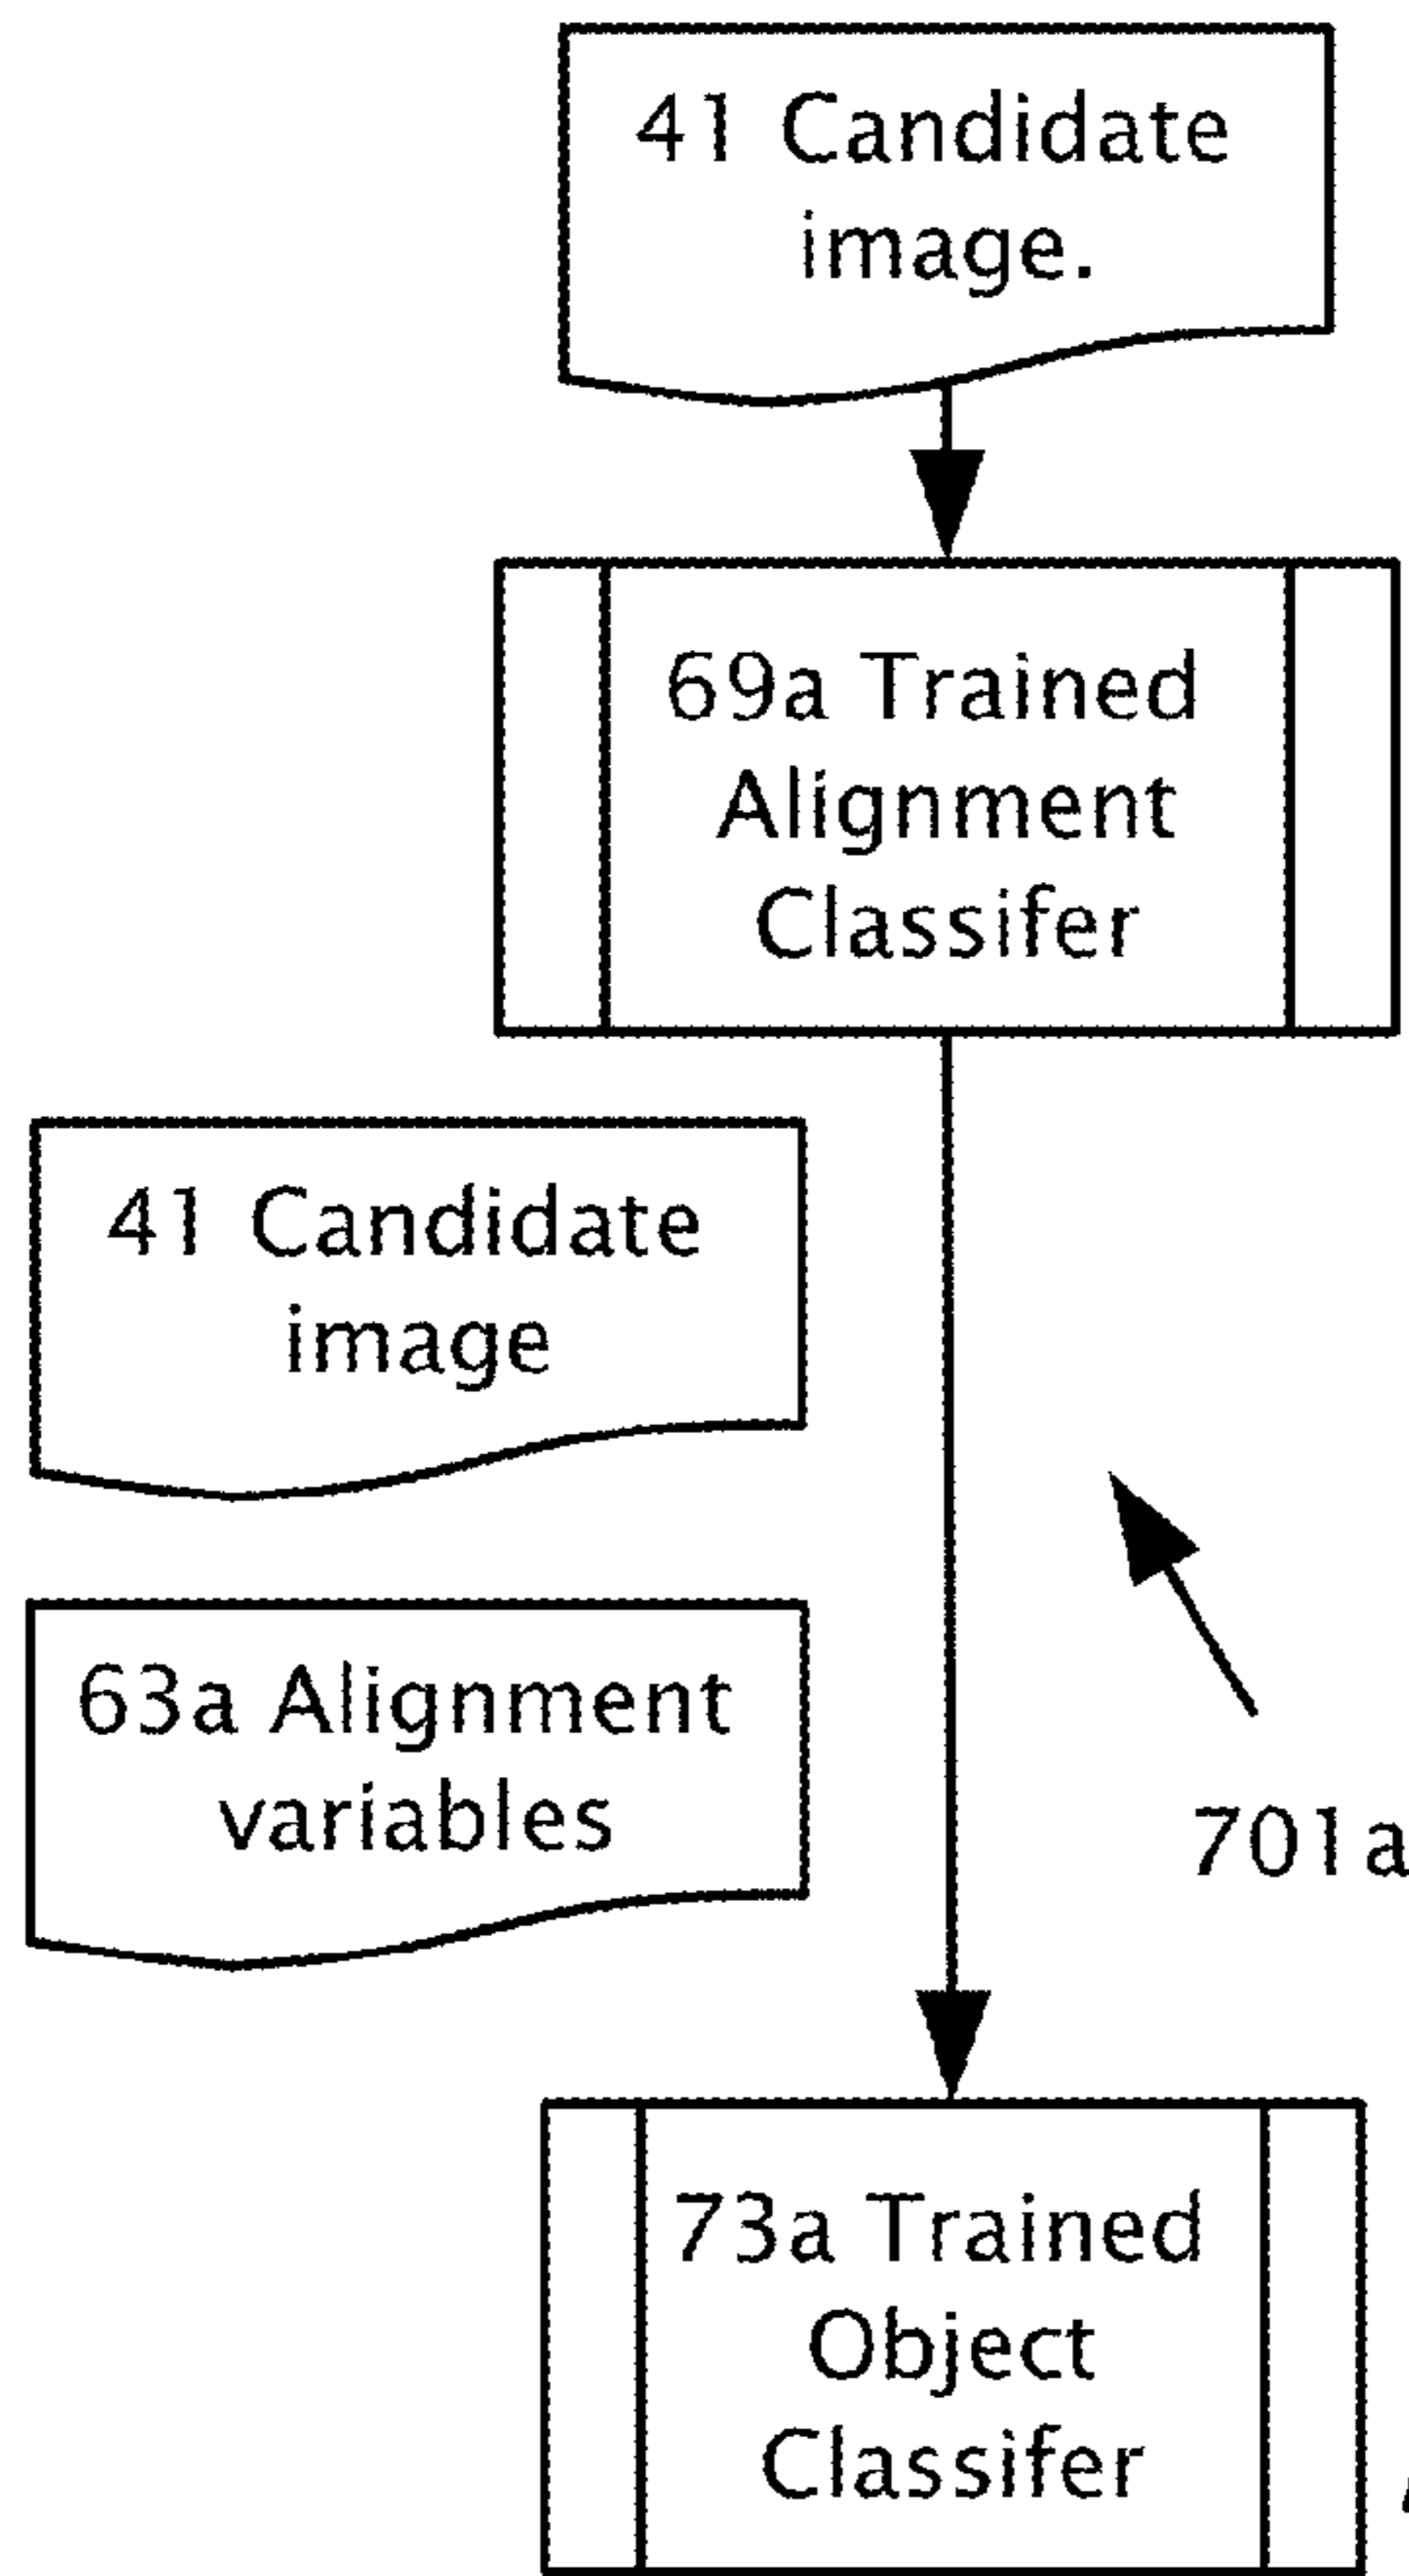 41 Candidate
image.
69a Trained
Alignment
Classifer
41 Candidate
image
63a Alignment
variables
701a
73a Trained
Object
Classifer